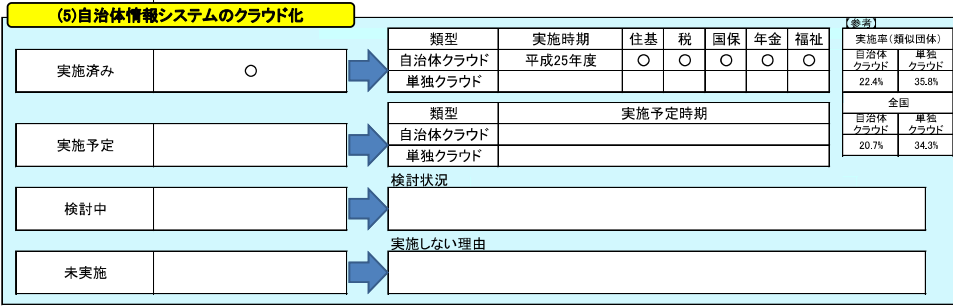 (5)自治体情報システムのクラウド化
【参考】
実施済み 〇
類型 実施時期 住基 税 国保 年金 福祉
自治体クラウド 平成25年度 〇 〇 〇 〇 〇
単独クラウド
実施率(類似団体)
自治体クラウド 単独クラウド
22.4% 35.8%
全国
自治体クラウド 単独クラウド
20.7% 34.3%
実施予定
類型 実施予定時期
自治体クラウド
単独クラウド
検討中
検討状況
未実施
実施しない理由